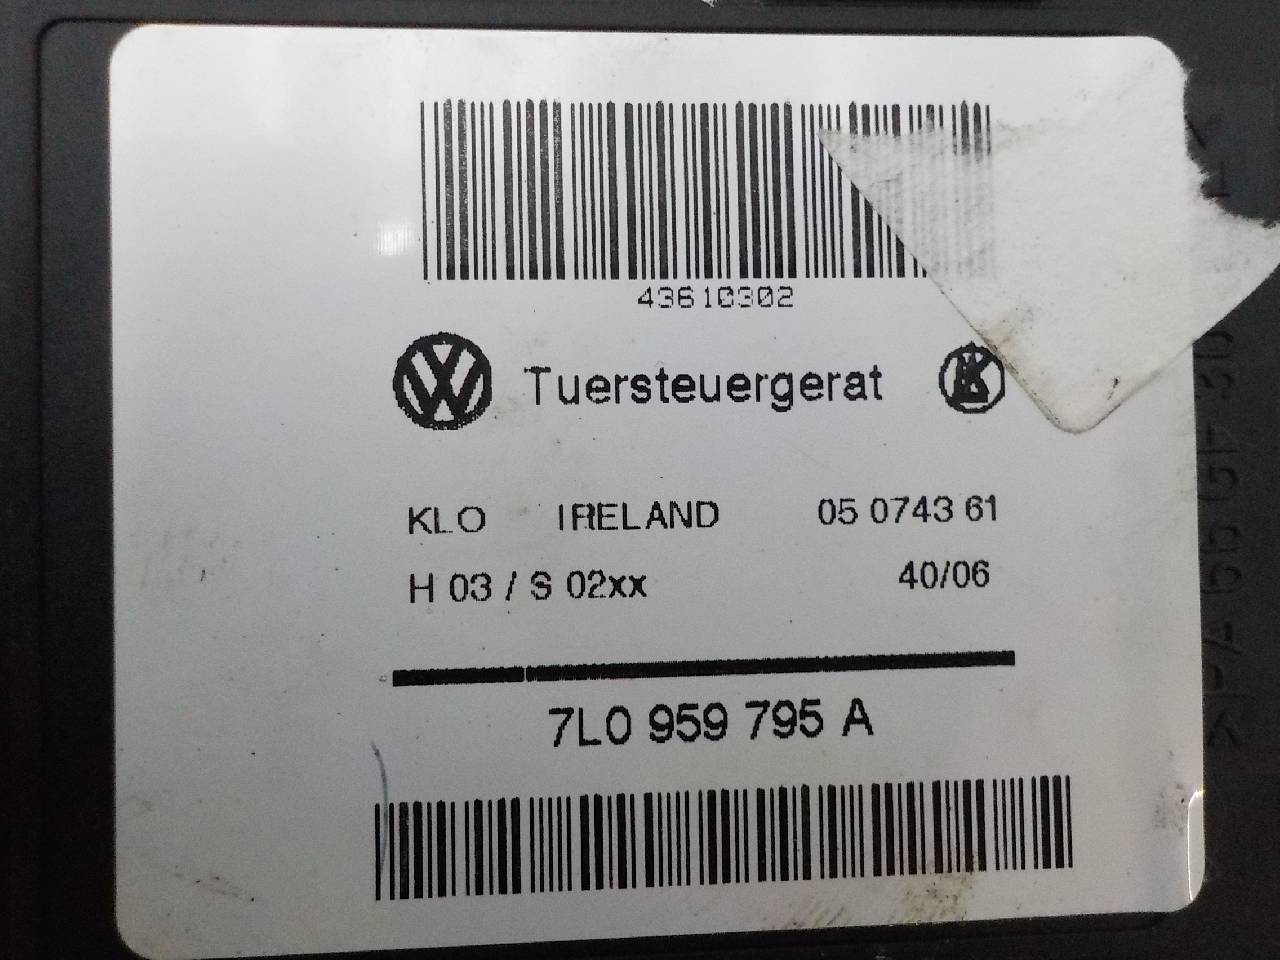 43610302
Tuersteuergerat
KLO IRELAND 05 0743 61
H 03 / S 02xx 40/06
7L0 959 795 A